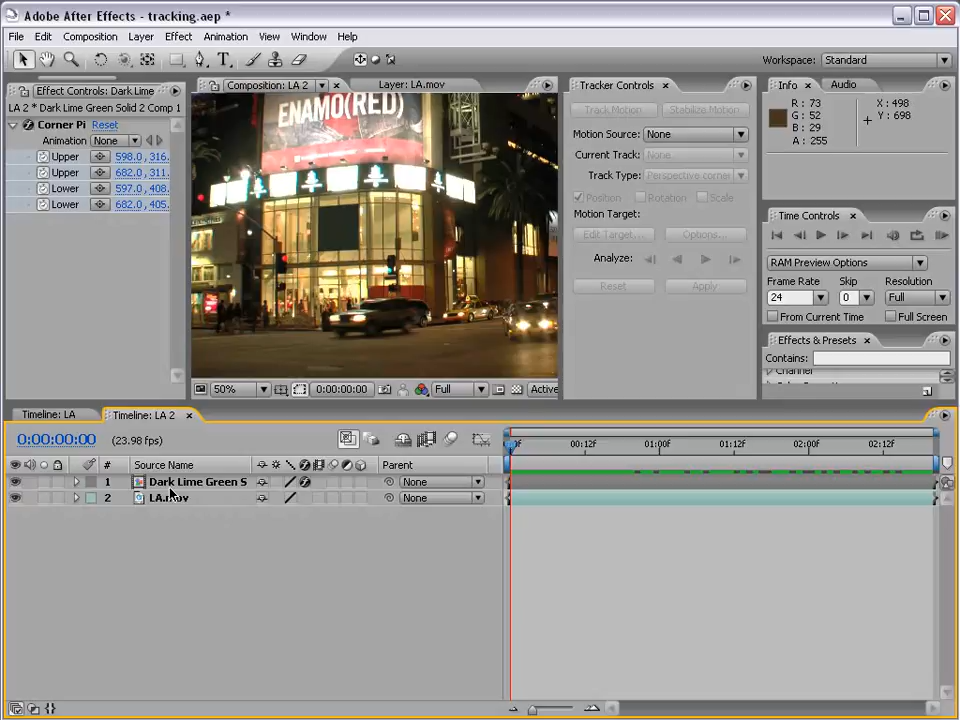 Adobe After Effects - tracking.aep *
File Edit Composition Layer Effect Animation View Window Help
Workspace: Standard
Effect Controls: Dark Lime
LA 2 * Dark Lime Green Solid 2 Comp 1
Corner Pi Reset
Animation None
Upper 598.0, 316.
Upper 682.0, 311.
Lower 597.0, 408.
Lower 682.0, 405.
Composition: LA 2
Layer: LA.mov
ENAMO(RED)
50%
0:00:00:00
Full
Active
Tracker Controls
Track Motion Stabilize Motion
Motion Source: None
Current Track: None.
Track Type: Perspective corner
Position Rotation Scale
Motion Target:
Edit Target... Options...
Analyze:
Reset Apply
Info Audio
R: 73 X: 498
G: 52 Y: 698
B: 29
A: 255
Time Controls
RAM Preview Options
Frame Rate Skip Resolution
24 0 Full
From Current Time Full Screen
Effects & Presets
Contains:
Channel
Timeline: LA
Timeline: LA 2
0:00:00:00 (23.98 fps)
00:12f 01:00f 01:12f 02:00f 02:12f
# Source Name Parent
1 Dark Lime Green S None
2 LA.mov None